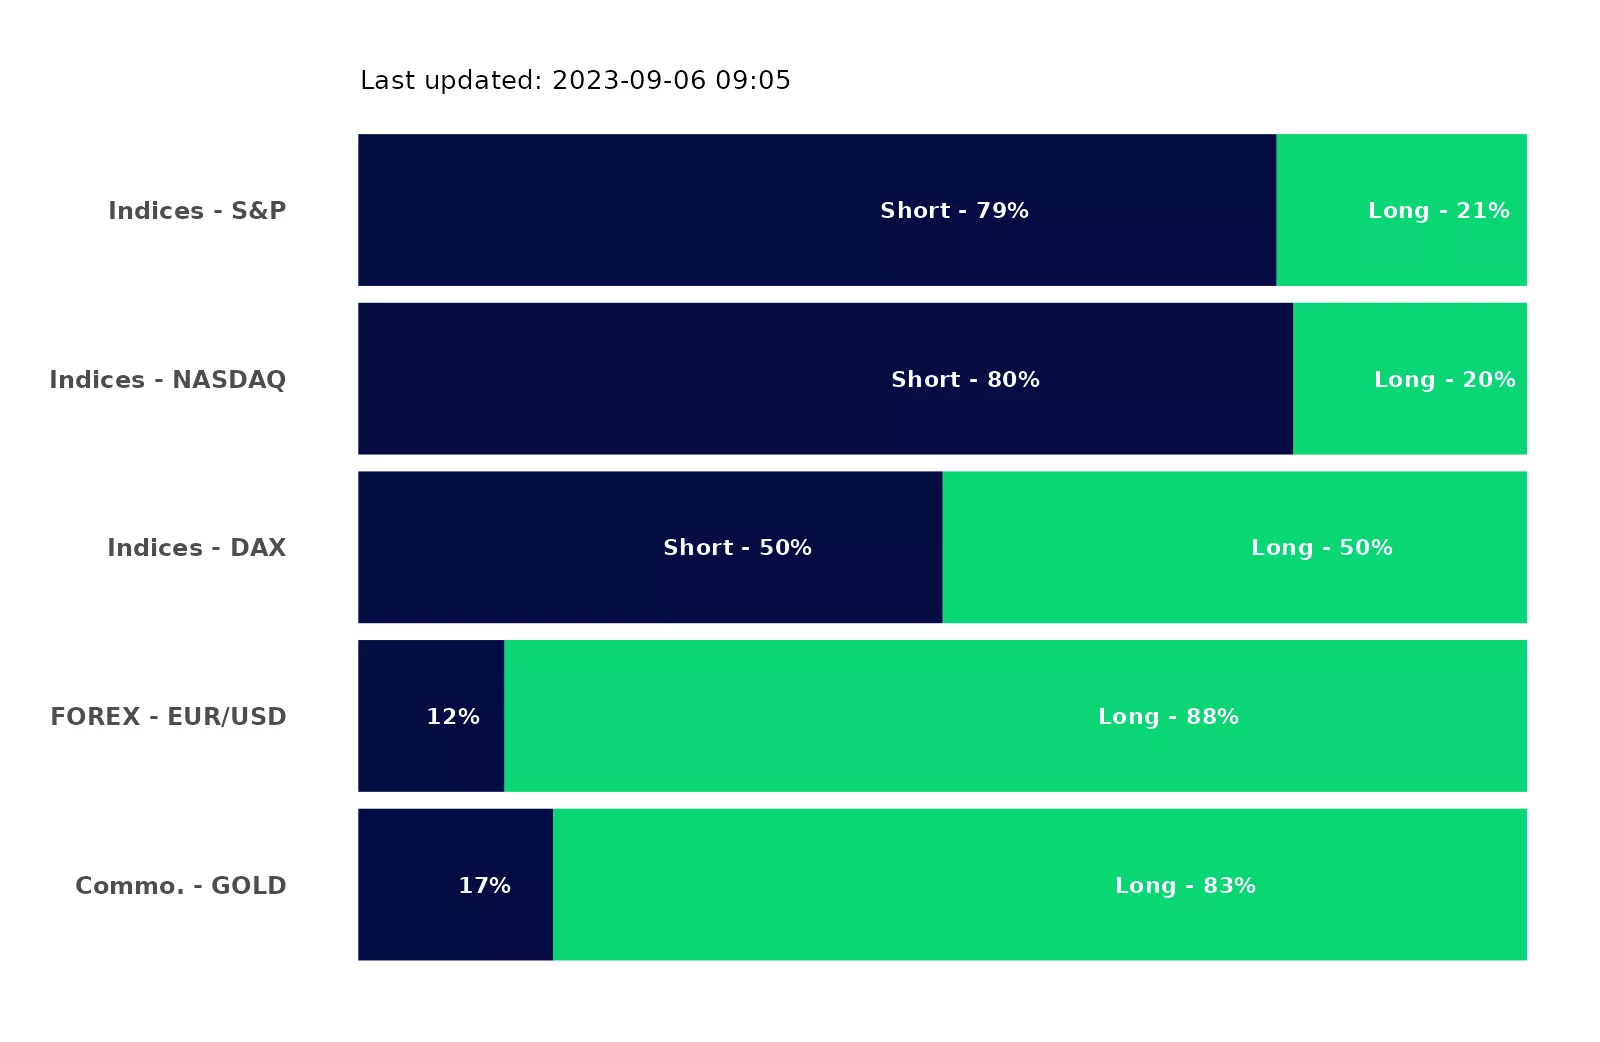 Last updated: 2023-09-06 09:05
Indices - S&P Short - 79% Long - 21%
Indices - NASDAQ Short - 80% Long - 20%
Indices - DAX Short - 50% Long - 50%
FOREX - EUR/USD 12% Long - 88%
Commo. - GOLD 17% Long - 83%